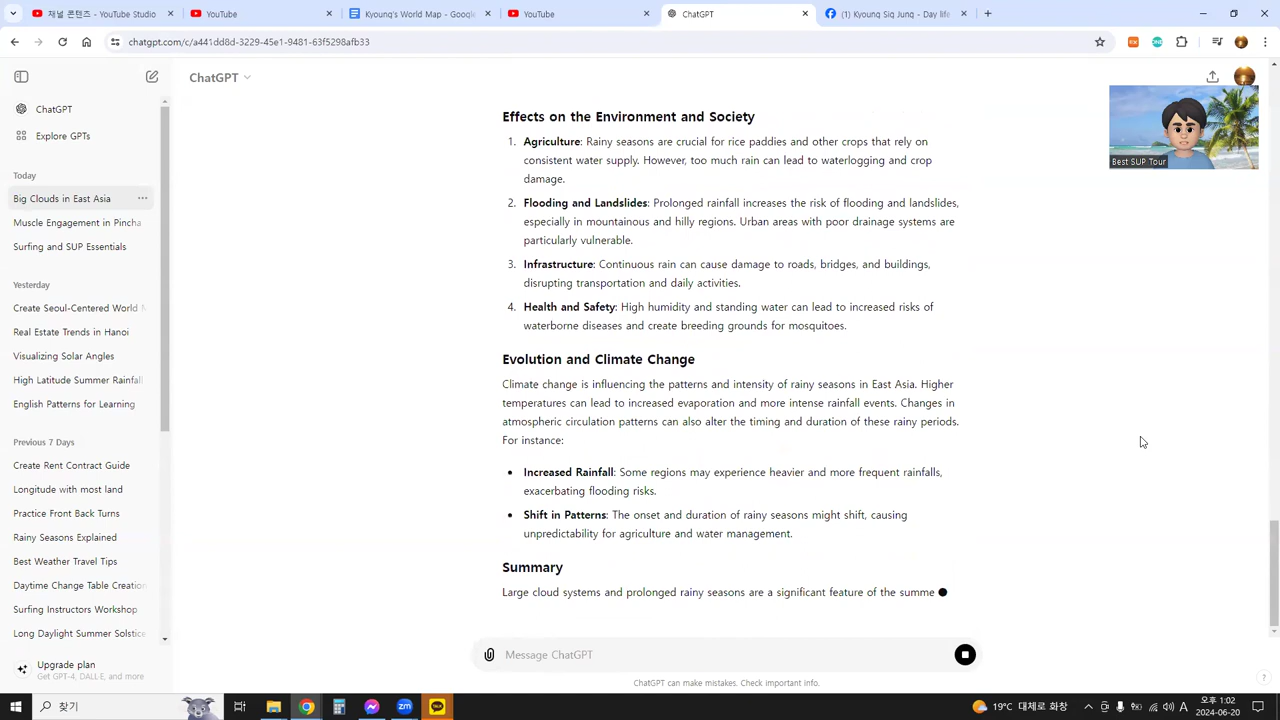 재널 콘텐츠 - YouTube Studio
YouTube
Kyoung's World Map - Google
YouTube
ChatGPT
(1) Kyoung Sig Jung - Day life
chatgpt.com/c/a441dd8d-3229-45e1-9481-63f5298afb33
ChatGPT
ChatGPT
Explore GPTs
Today
Big Clouds in East Asia
Muscle Engagement in Pincha
Surfing and SUP Essentials
Yesterday
Create Seoul-Centered World
Real Estate Trends in Hanoi
Visualizing Solar Angles
High Latitude Summer Rainfall
English Patterns for Learning
Previous 7 Days
Create Rent Contract Guide
Longitude with most land
Practice Front Back Turns
Rainy Seasons Explained
Best Weather Travel Tips
Daytime Change Table Creation
Surfing Instructors Workshop
Long Daylight Summer Solstice
Upgrade plan
Get GPT-4, DALL·E, and more
Best SUP Tour
Effects on the Environment and Society
1. Agriculture: Rainy seasons are crucial for rice paddies and other crops that rely on
consistent water supply. However, too much rain can lead to waterlogging and crop
damage.
2. Flooding and Landslides: Prolonged rainfall increases the risk of flooding and landslides,
especially in mountainous and hilly regions. Urban areas with poor drainage systems are
particularly vulnerable.
3. Infrastructure: Continuous rain can cause damage to roads, bridges, and buildings,
disrupting transportation and daily activities.
4. Health and Safety: High humidity and standing water can lead to increased risks of
waterborne diseases and create breeding grounds for mosquitoes.
Evolution and Climate Change
Climate change is influencing the patterns and intensity of rainy seasons in East Asia. Higher
temperatures can lead to increased evaporation and more intense rainfall events. Changes in
atmospheric circulation patterns can also alter the timing and duration of these rainy periods.
For instance:
• Increased Rainfall: Some regions may experience heavier and more frequent rainfalls,
exacerbating flooding risks.
• Shift in Patterns: The onset and duration of rainy seasons might shift, causing
unpredictability for agriculture and water management.
Summary
Large cloud systems and prolonged rainy seasons are a significant feature of the summe
Message ChatGPT
ChatGPT can make mistakes. Check important info.
찾기
19°C 대체로 화창
A
오후 1:02
2024-06-20